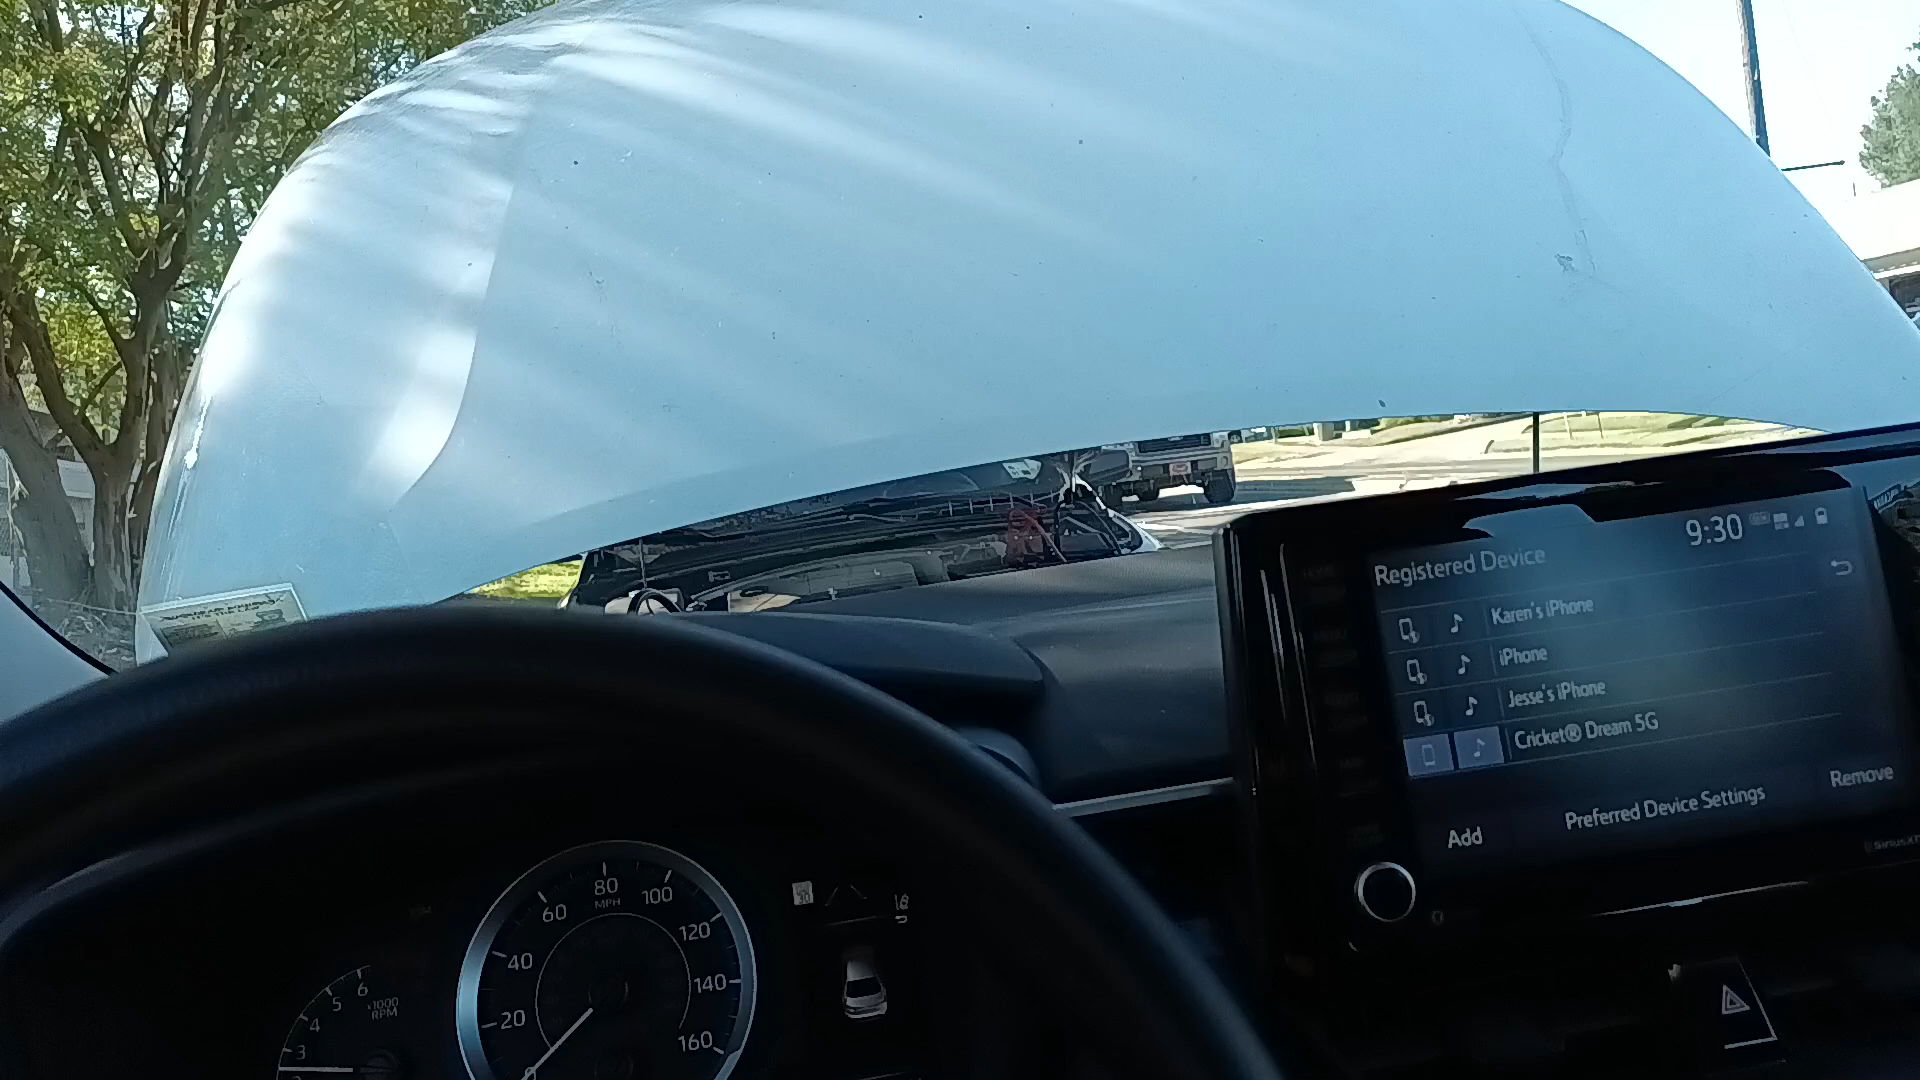 9:30
Registered Device
Karen's iPhone
iPhone
Jesse's iPhone
Cricket® Dream 5G
Add
Preferred Device Settings
Remove
80
MPH
60
100
40
120
20
140
160
0
6
5
4
3
x1000
RPM